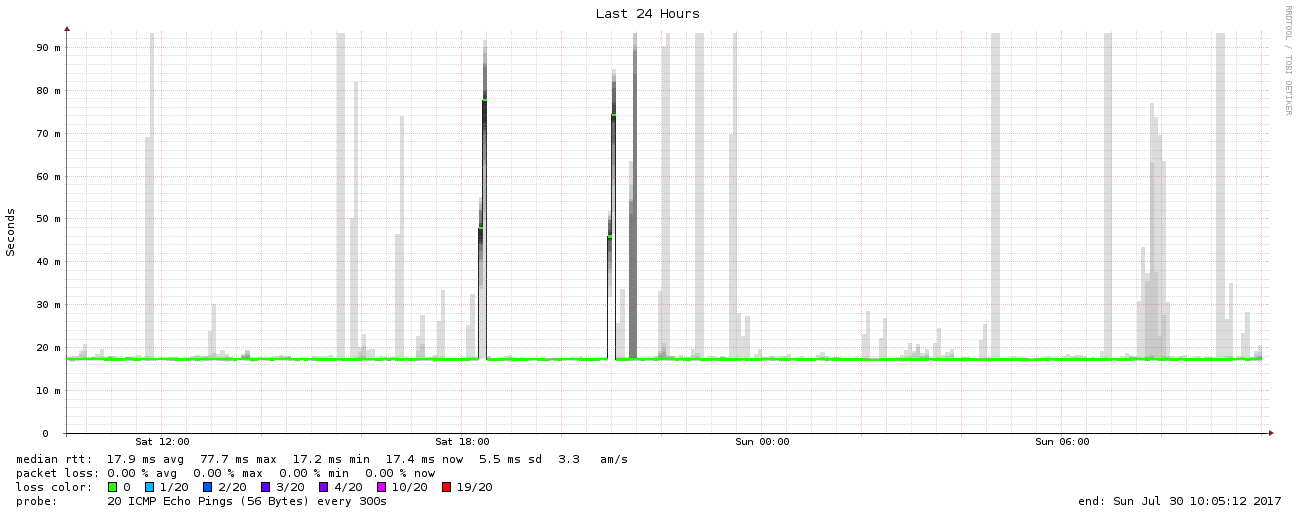 Last 24 Hours
RRDTOOL / TOBI OETIKER
Seconds
90 m
80 m
70 m
60 m
50 m
40 m
30 m
20 m
10 m
0
Sat 12:00 Sat 18:00 Sun 00:00 Sun 06:00
median rtt: 17.9 ms avg 77.7 ms max 17.2 ms min 17.4 ms now 5.5 ms sd 3.3 am/s
packet loss: 0.00 % avg 0.00 % max 0.00 % min 0.00 % now
loss color: 0 1/20 2/20 3/20 4/20 10/20 19/20
probe: 20 ICMP Echo Pings (56 Bytes) every 300s
end: Sun Jul 30 10:05:12 2017